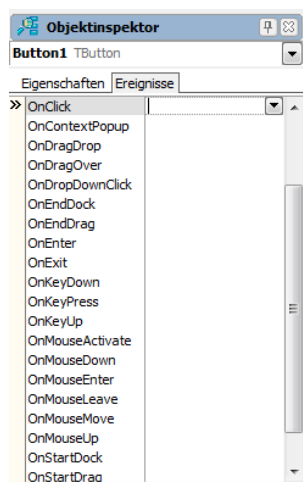 Objektinspektor
Button1 TButton
Eigenschaften Ereignisse
OnClick
OnContextPopup
OnDragDrop
OnDragOver
OnDropDownClick
OnEndDock
OnEndDrag
OnEnter
OnExit
OnKeyDown
OnKeyPress
OnKeyUp
OnMouseActivate
OnMouseDown
OnMouseEnter
OnMouseLeave
OnMouseMove
OnMouseUp
OnStartDock
OnStartDrag